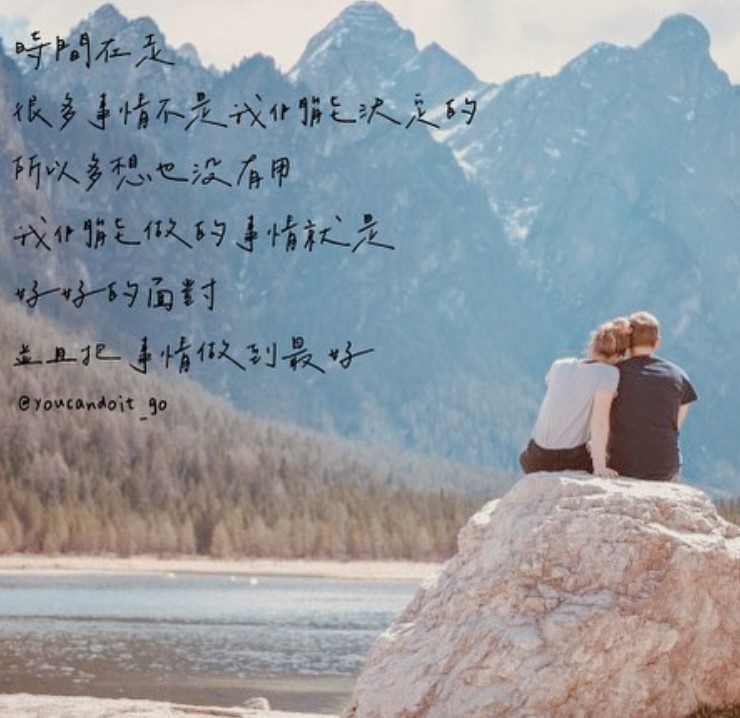 時間在走
很多事情不是我們能決定的
所以多想也沒有用
我們能做的事情就是
好好的面對
並且把事情做到最好
@youcandoit_go